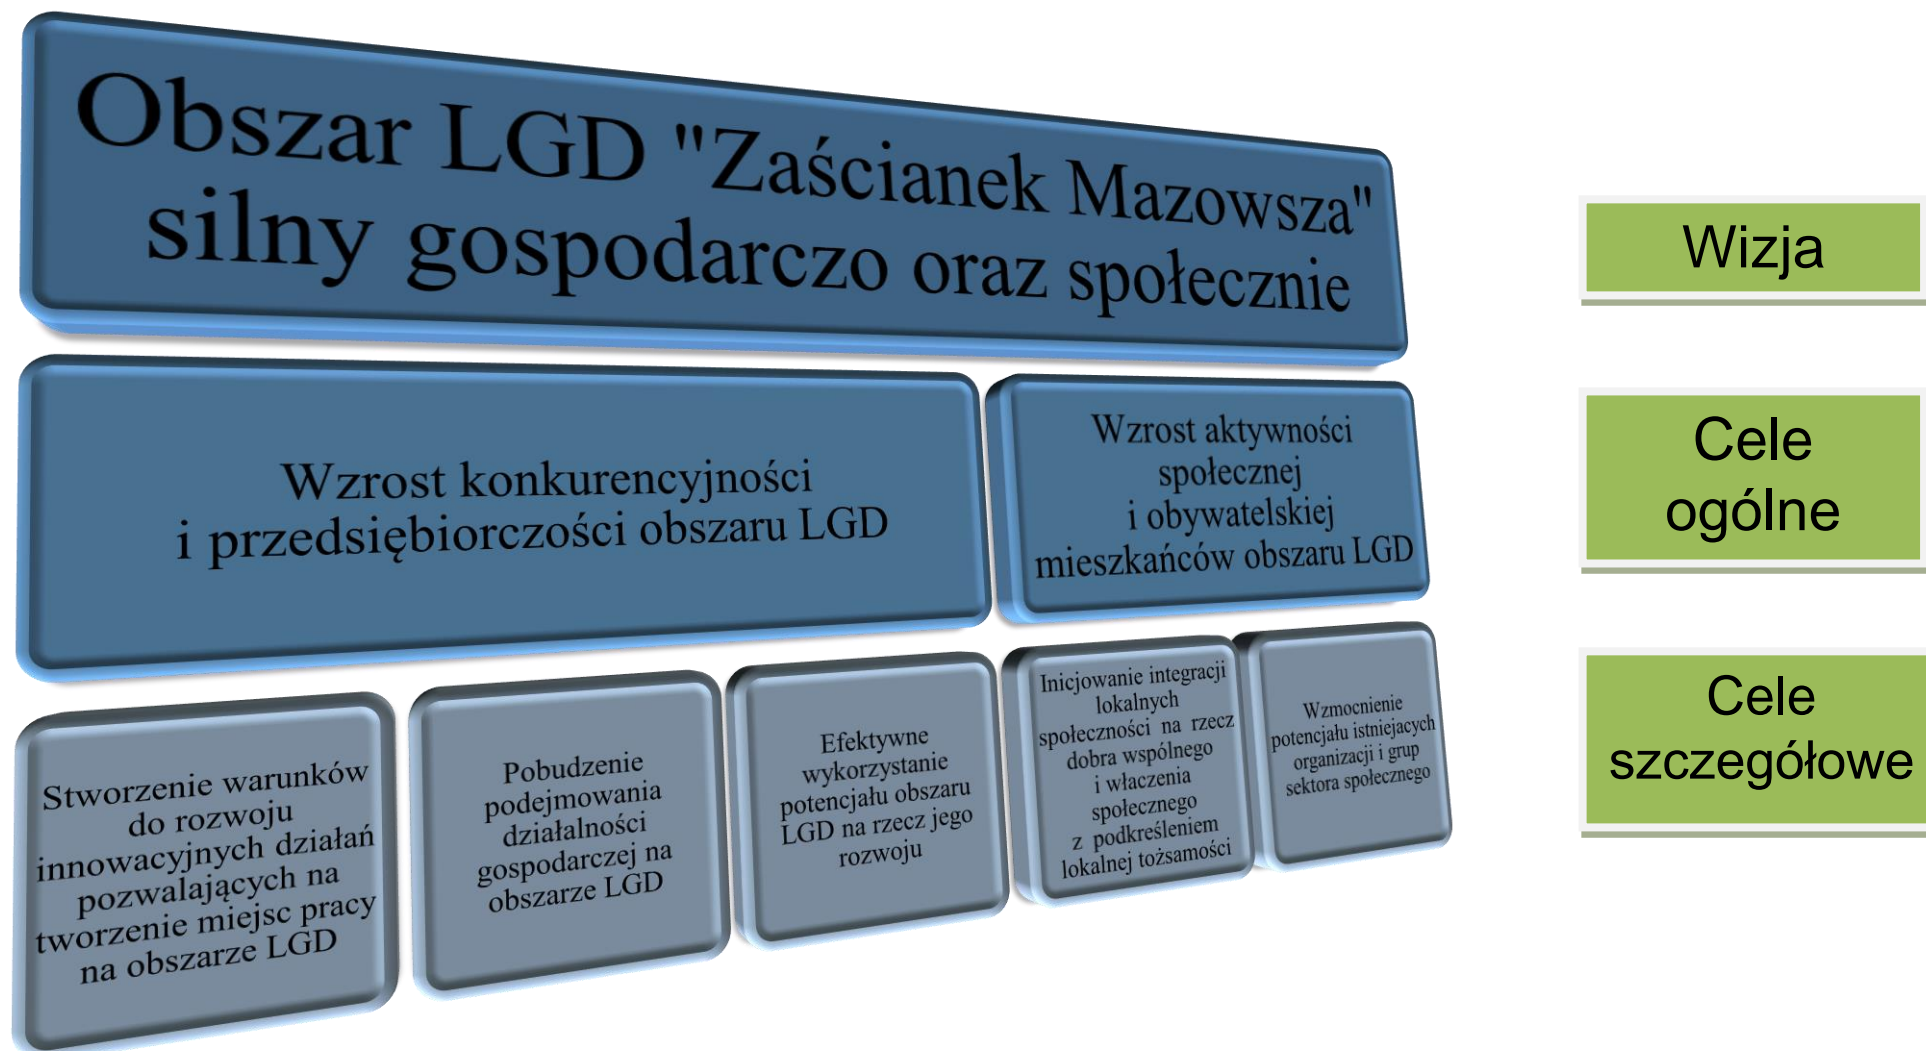 Obszar LGD "Zaścianek Mazowsza"
silny gospodarczo oraz społecznie
Wizja
Wzrost konkurencyjności
i przedsiębiorczości obszaru LGD
Wzrost aktywności
społecznej
i obywatelskiej
mieszkańców obszaru LGD
Cele
ogólne
Stworzenie warunków
do rozwoju
innowacyjnych działań
pozwalających na
tworzenie miejsc pracy
na obszarze LGD
Pobudzenie
podejmowania
działalności
gospodarczej na
obszarze LGD
Efektywne
wykorzystanie
potencjału obszaru
LGD na rzecz jego
rozwoju
Inicjowanie integracji
lokalnych
społeczności na rzecz
dobra wspólnego
i właczenia
społecznego
z podkreśleniem
lokalnej tożsamości
Wzmocnienie
potencjału istniejacych
organizacji i grup
sektora społecznego
Cele
szczegółowe